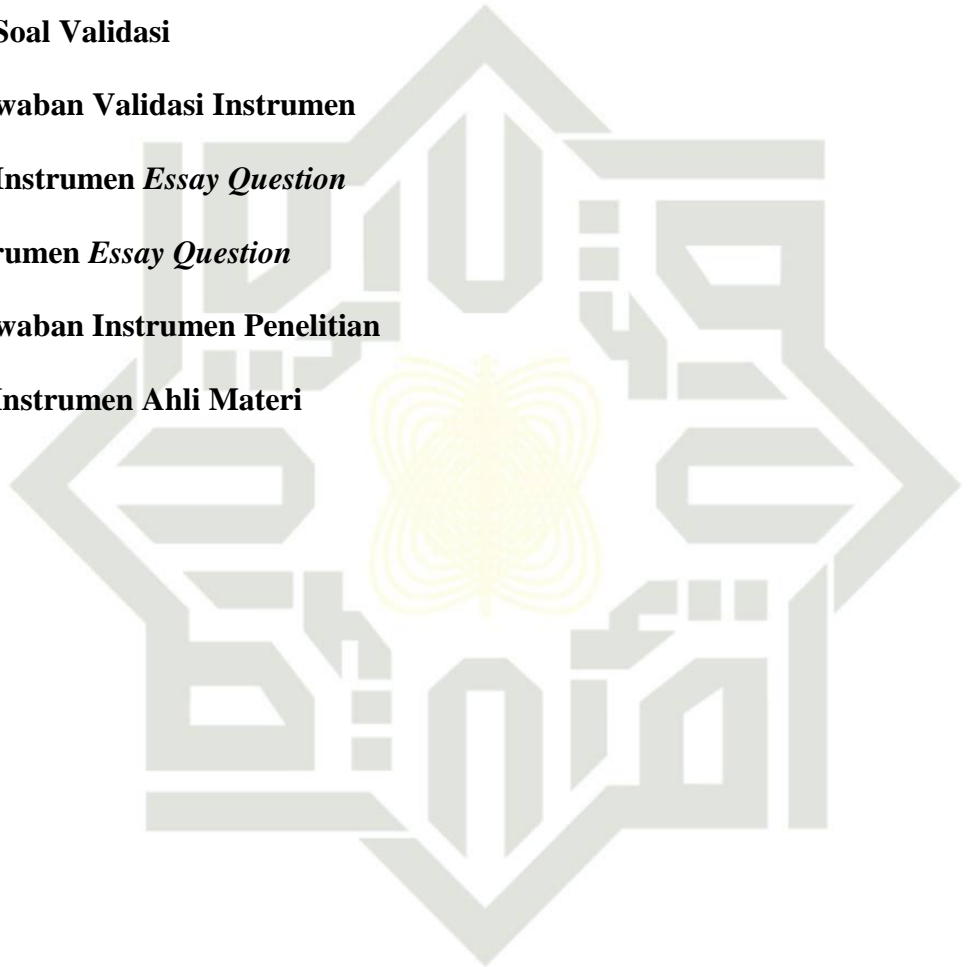 Soal Validasi
waban Validasi Instrumen
Instrumen Essay Question
rumen Essay Question
waban Instrumen Penelitian
Instrumen Ahli Materi